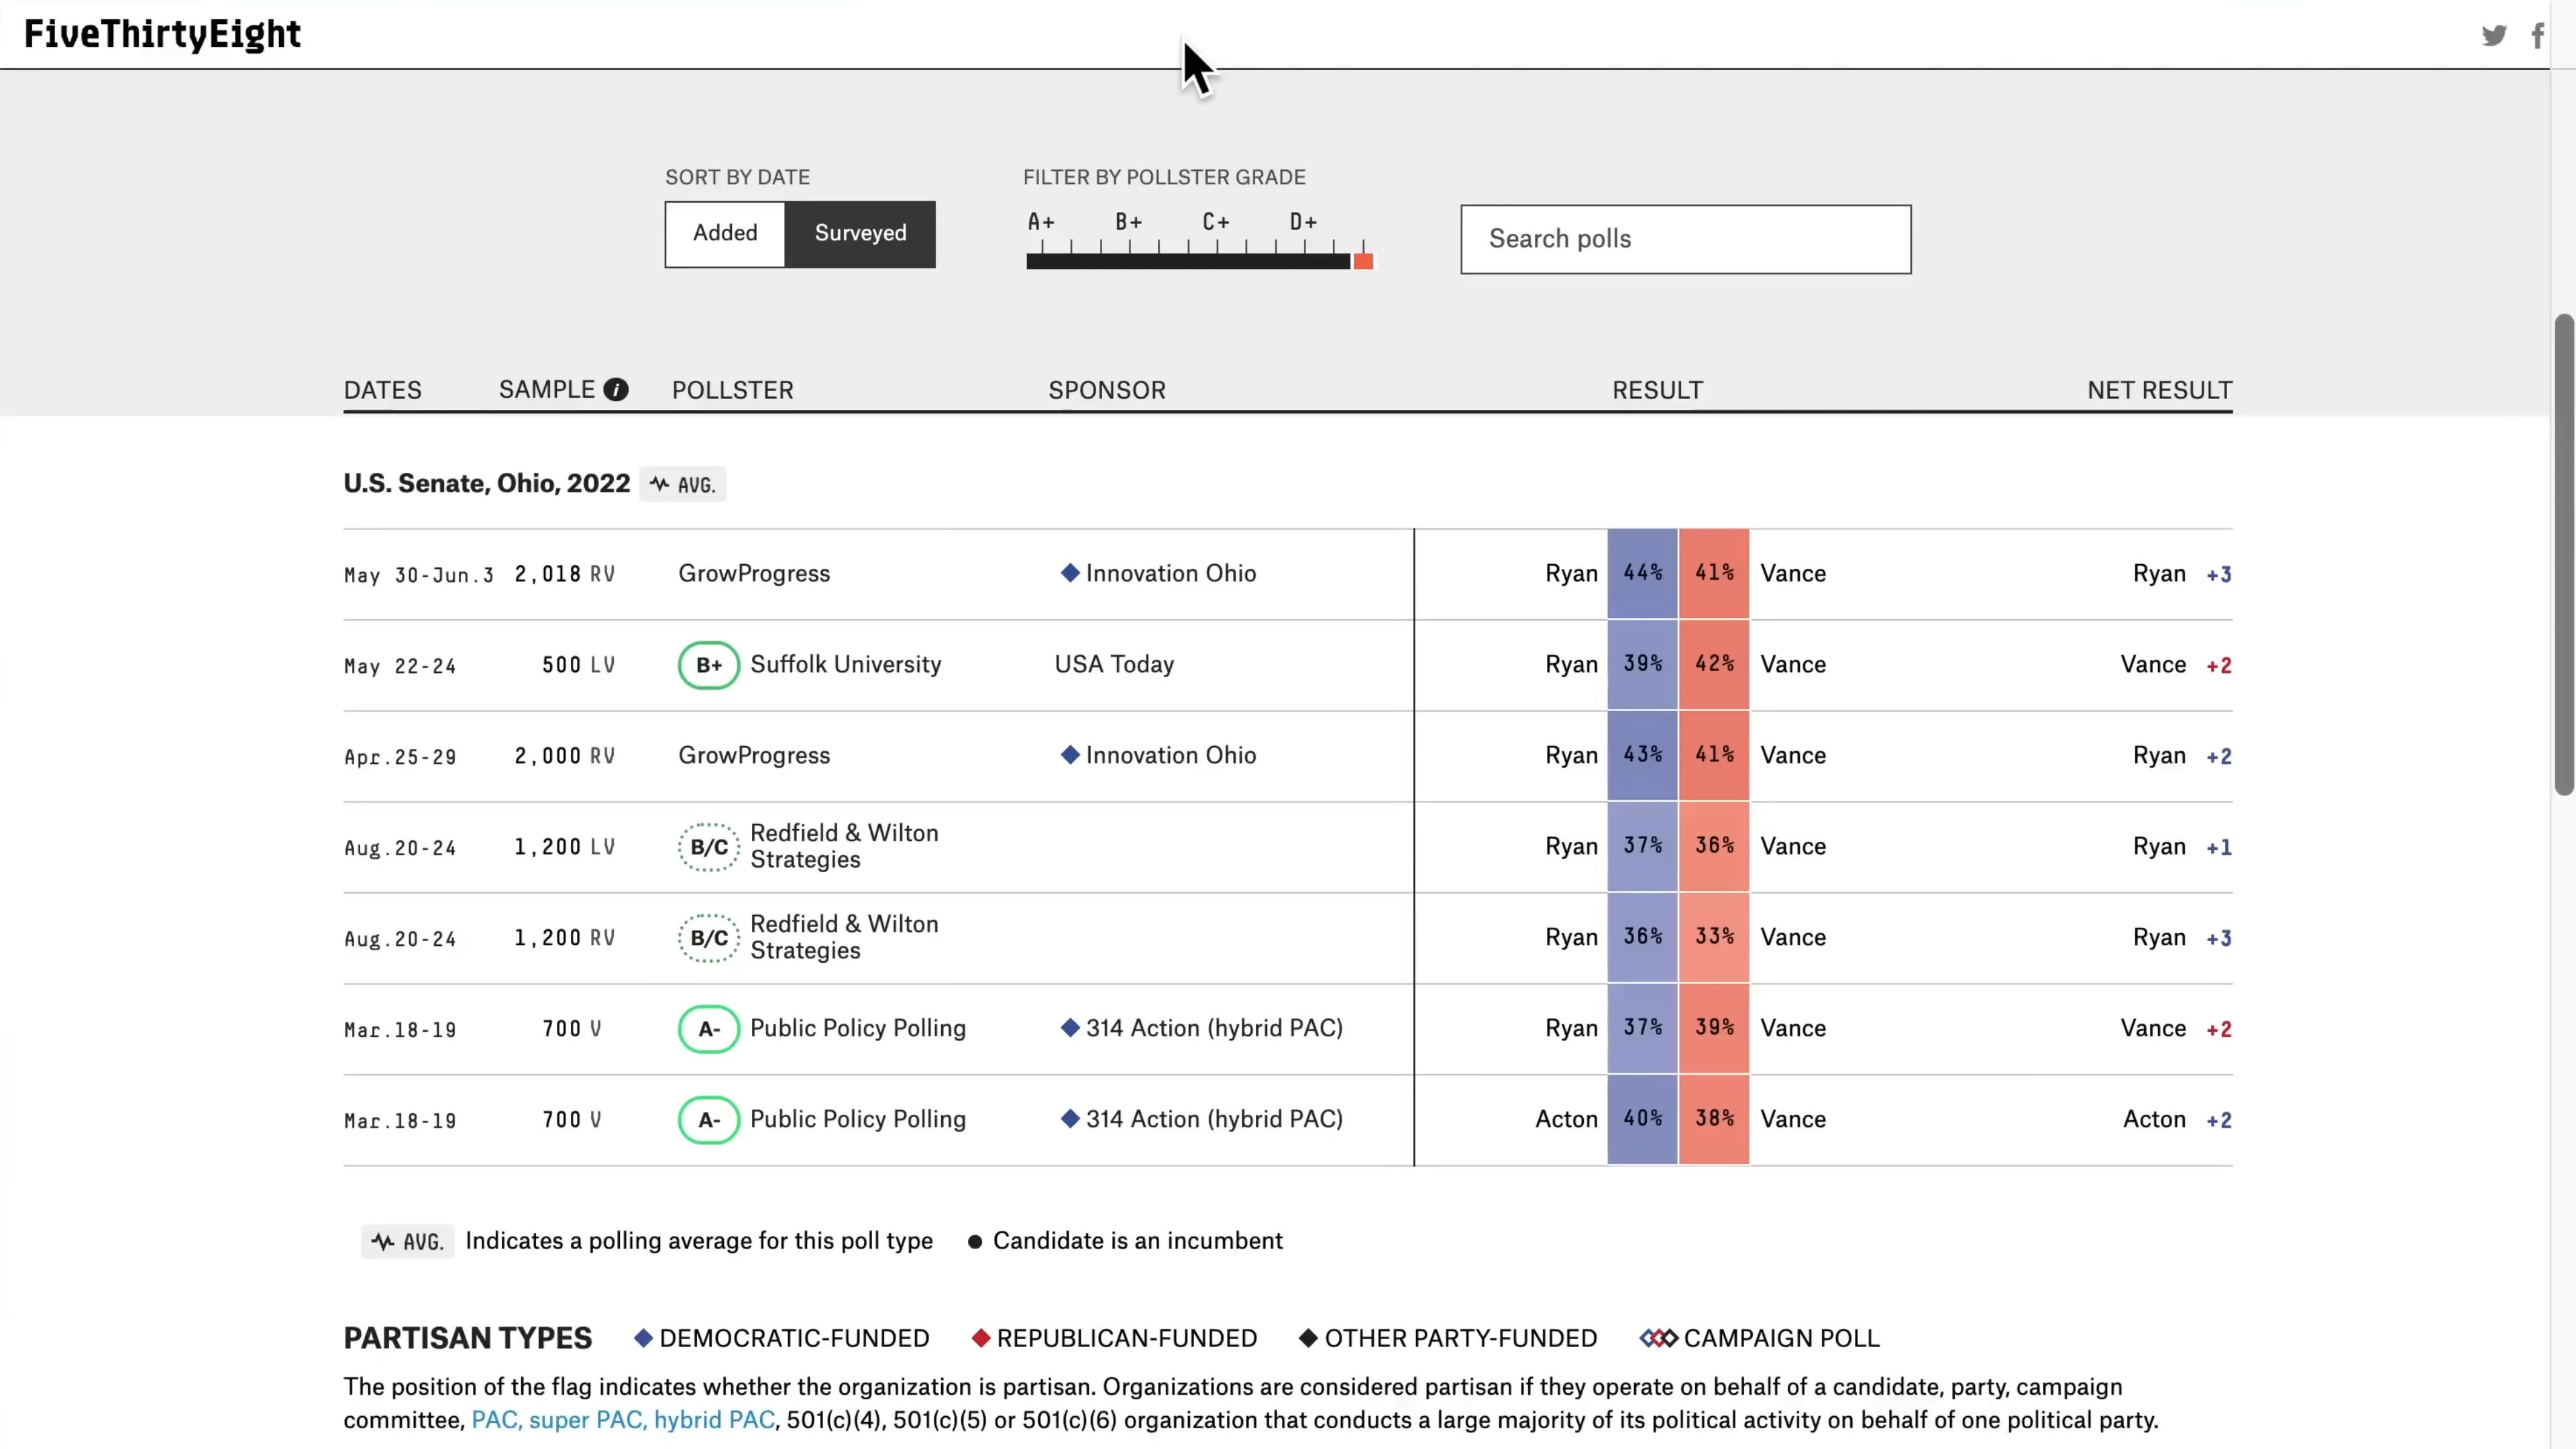 FiveThirtyEight
SORT BY DATE
Added Surveyed
FILTER BY POLLSTER GRADE
A+ B+ C+ D+
Search polls
DATES SAMPLE i POLLSTER SPONSOR RESULT NET RESULT
U.S. Senate, Ohio, 2022 AVG.
May 30-Jun.3 2,018 RV GrowProgress Innovation Ohio Ryan 44% 41% Vance Ryan +3
May 22-24 500 LV B+ Suffolk University USA Today Ryan 39% 42% Vance Vance +2
Apr.25-29 2,000 RV GrowProgress Innovation Ohio Ryan 43% 41% Vance Ryan +2
Aug.20-24 1,200 LV B/C Redfield & Wilton
Strategies Ryan 37% 36% Vance Ryan +1
Aug.20-24 1,200 RV B/C Redfield & Wilton
Strategies Ryan 36% 33% Vance Ryan +3
Mar.18-19 700 V A- Public Policy Polling 314 Action (hybrid PAC) Ryan 37% 39% Vance Vance +2
Mar.18-19 700 V A- Public Policy Polling 314 Action (hybrid PAC) Acton 40% 38% Vance Acton +2
AVG. Indicates a polling average for this poll type Candidate is an incumbent
PARTISAN TYPES DEMOCRATIC-FUNDED REPUBLICAN-FUNDED OTHER PARTY-FUNDED CAMPAIGN POLL
The position of the flag indicates whether the organization is partisan. Organizations are considered partisan if they operate on behalf of a candidate, party, campaign
committee, PAC, super PAC, hybrid PAC, 501(c)(4), 501(c)(5) or 501(c)(6) organization that conducts a large majority of its political activity on behalf of one political party.